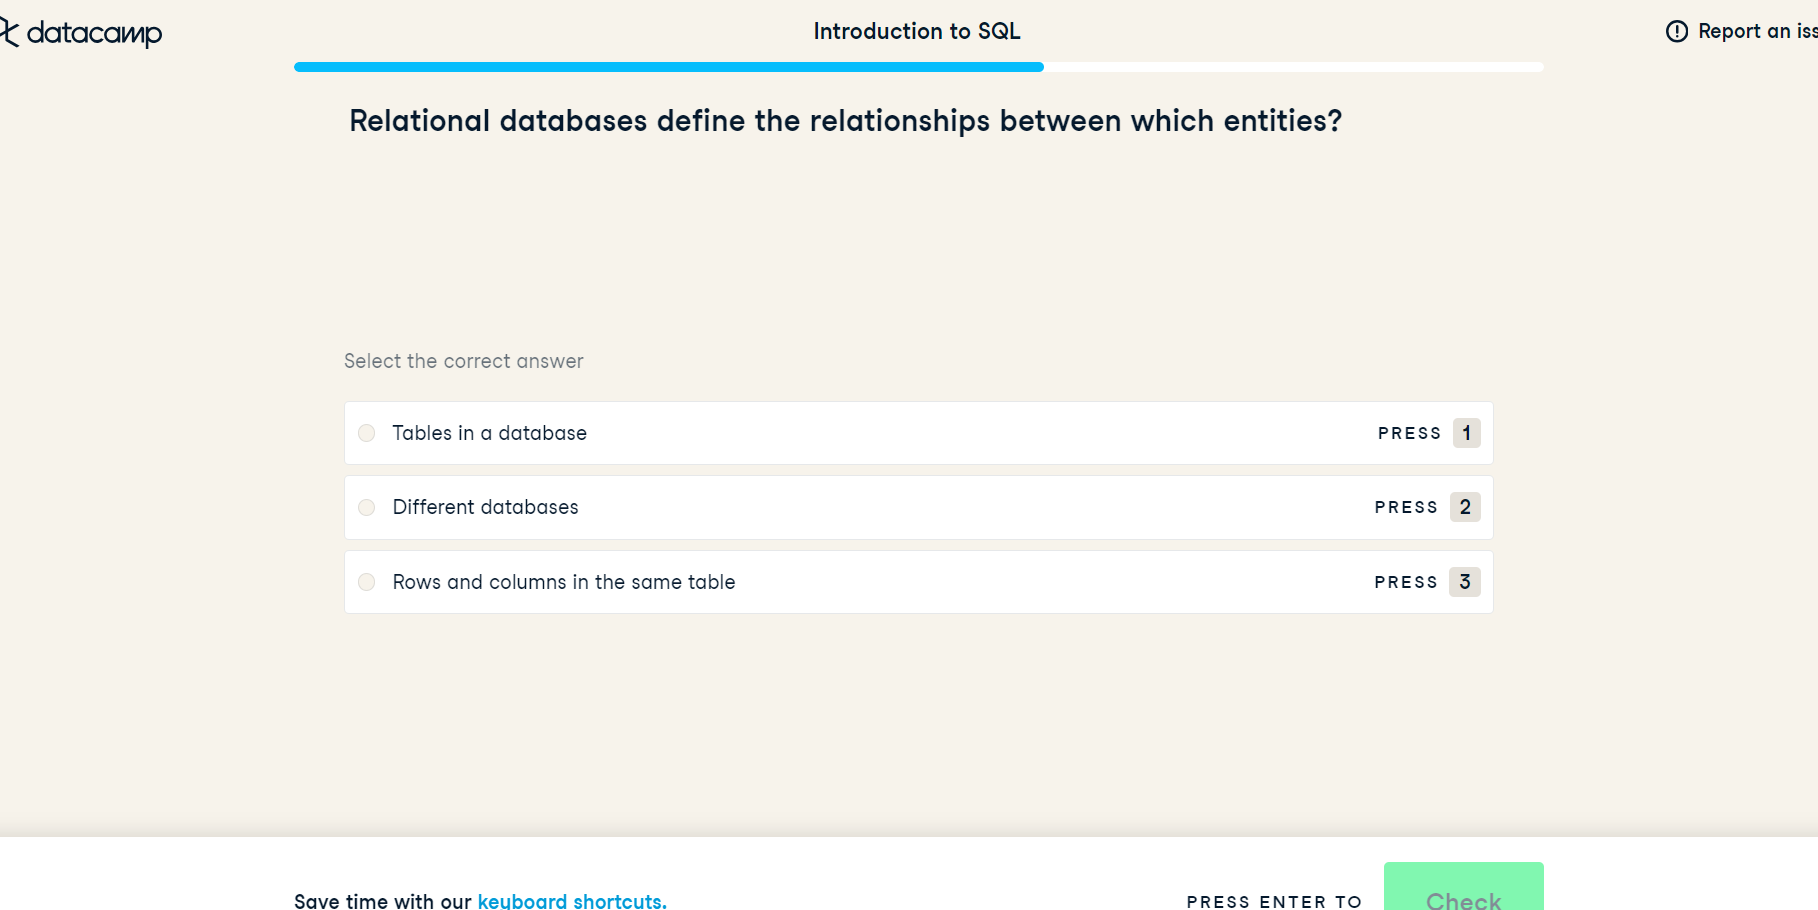 datacamp
Introduction to SQL
Report an iss
Relational databases define the relationships between which entities?
Select the correct answer
Tables in a database PRESS 1
Different databases PRESS 2
Rows and columns in the same table PRESS 3
Save time with our keyboard shortcuts. PRESS ENTER TO Check